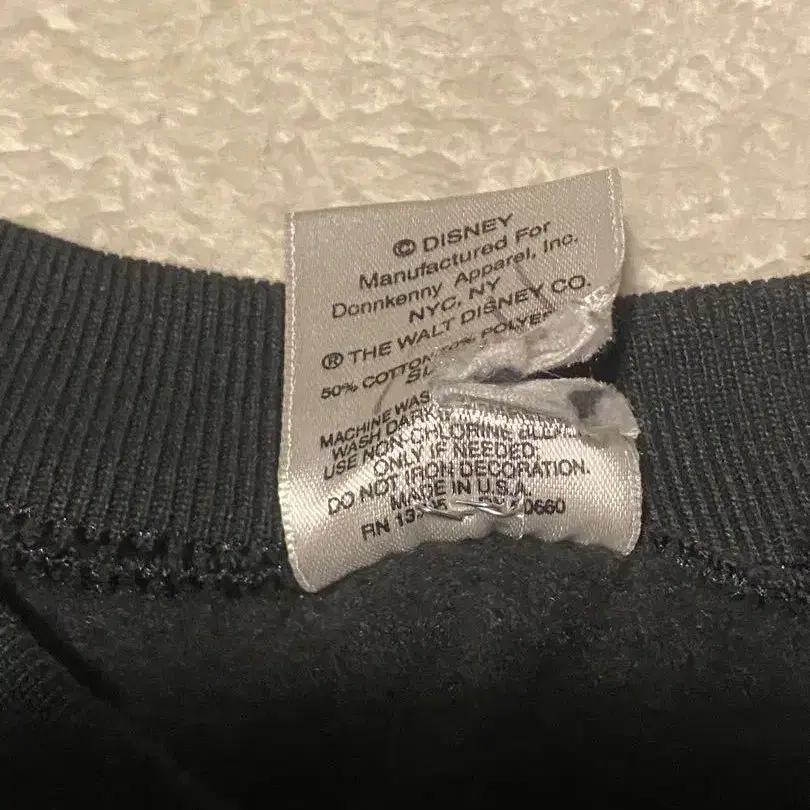 © DISNEY
Manufactured For
Donnkenny Apparel, Inc.
NYC, NY
® THE WALT DISNEY CO.
50% COTTON
MACHINE WAS
WASH DARK
USE NON-CHLORINE
ONLY IF NEEDED.
DO NOT IRON DECORATION.
MADE IN U.S.A.
RN